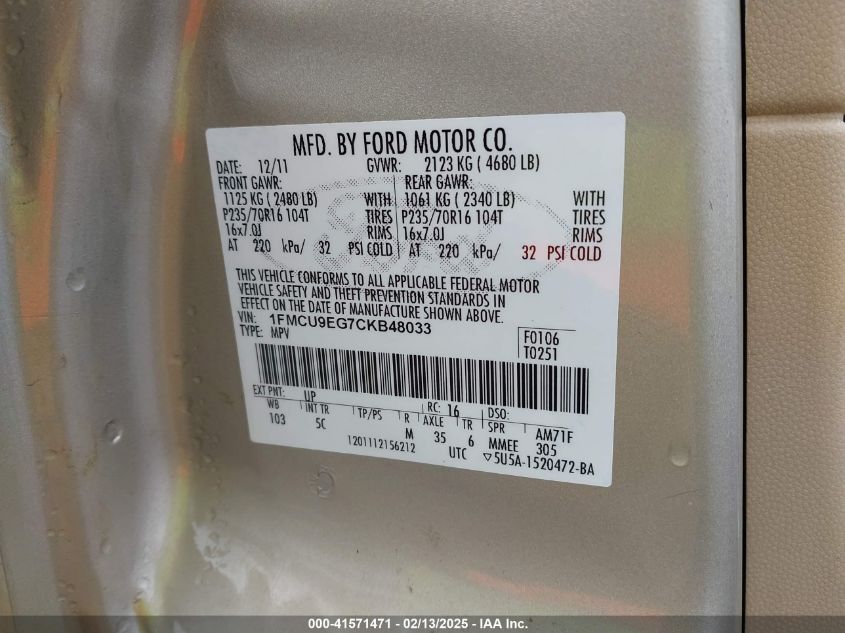 MFD. BY FORD MOTOR CO.
DATE: 12/11 GVWR: 2123 KG ( 4680 LB)
FRONT GAWR: REAR GAWR:
1125 KG ( 2480 LB) WITH 1061 KG ( 2340 LB) WITH
P235/70R16 104T TIRES P235/70R16 104T TIRES
16x7.0J RIMS 16x7.0J RIMS
AT 220 kPa/ 32 PSI COLD AT 220 kPa/ 32 PSI COLD
THIS VEHICLE CONFORMS TO ALL APPLICABLE FEDERAL MOTOR
VEHICLE SAFETY AND THEFT PREVENTION STANDARDS IN
EFFECT ON THE DATE OF MANUFACTURE SHOWN ABOVE.
VIN: 1FMCU9EG7CKB48033
TYPE: MPV
F0106
T0251
EXT PNT: UP RC: 16 DSO:
WB INT TR TP/PS R AXLE TR SPR AM71F
103 5C M 35 6 MMEE 305
1201112156212 UTC ▽5U5A-1520472-BA
000-41571471 - 02/13/2025 - IAA Inc.